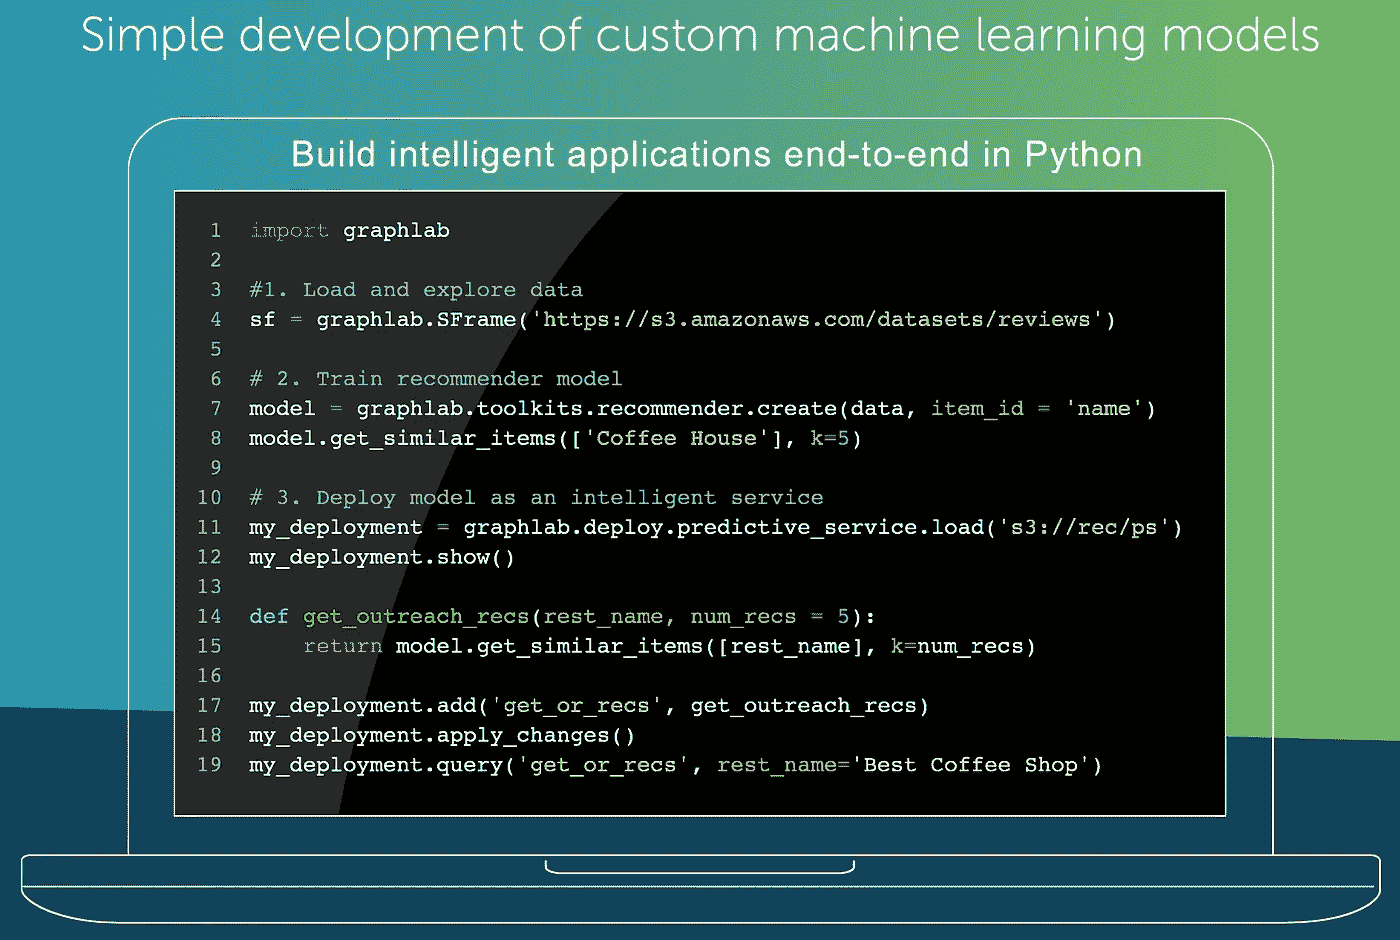 Simple development of custom machine learning models
Build intelligent applications end-to-end in Python
1 import graphlab
2
3 #1. Load and explore data
4 sf = graphlab.SFrame('https://s3.amazonaws.com/datasets/reviews')
5
6 # 2. Train recommender model
7 model = graphlab.toolkits.recommender.create(data, item_id = 'name')
8 model.get_similar_items(['Coffee House'], k=5)
9
10 # 3. Deploy model as an intelligent service
11 my_deployment = graphlab.deploy.predictive_service.load('s3://rec/ps')
12 my_deployment.show()
13
14 def get_outreach_recs(rest_name, num_recs = 5):
15     return model.get_similar_items([rest_name], k=num_recs)
16
17 my_deployment.add('get_or_recs', get_outreach_recs)
18 my_deployment.apply_changes()
19 my_deployment.query('get_or_recs', rest_name='Best Coffee Shop')